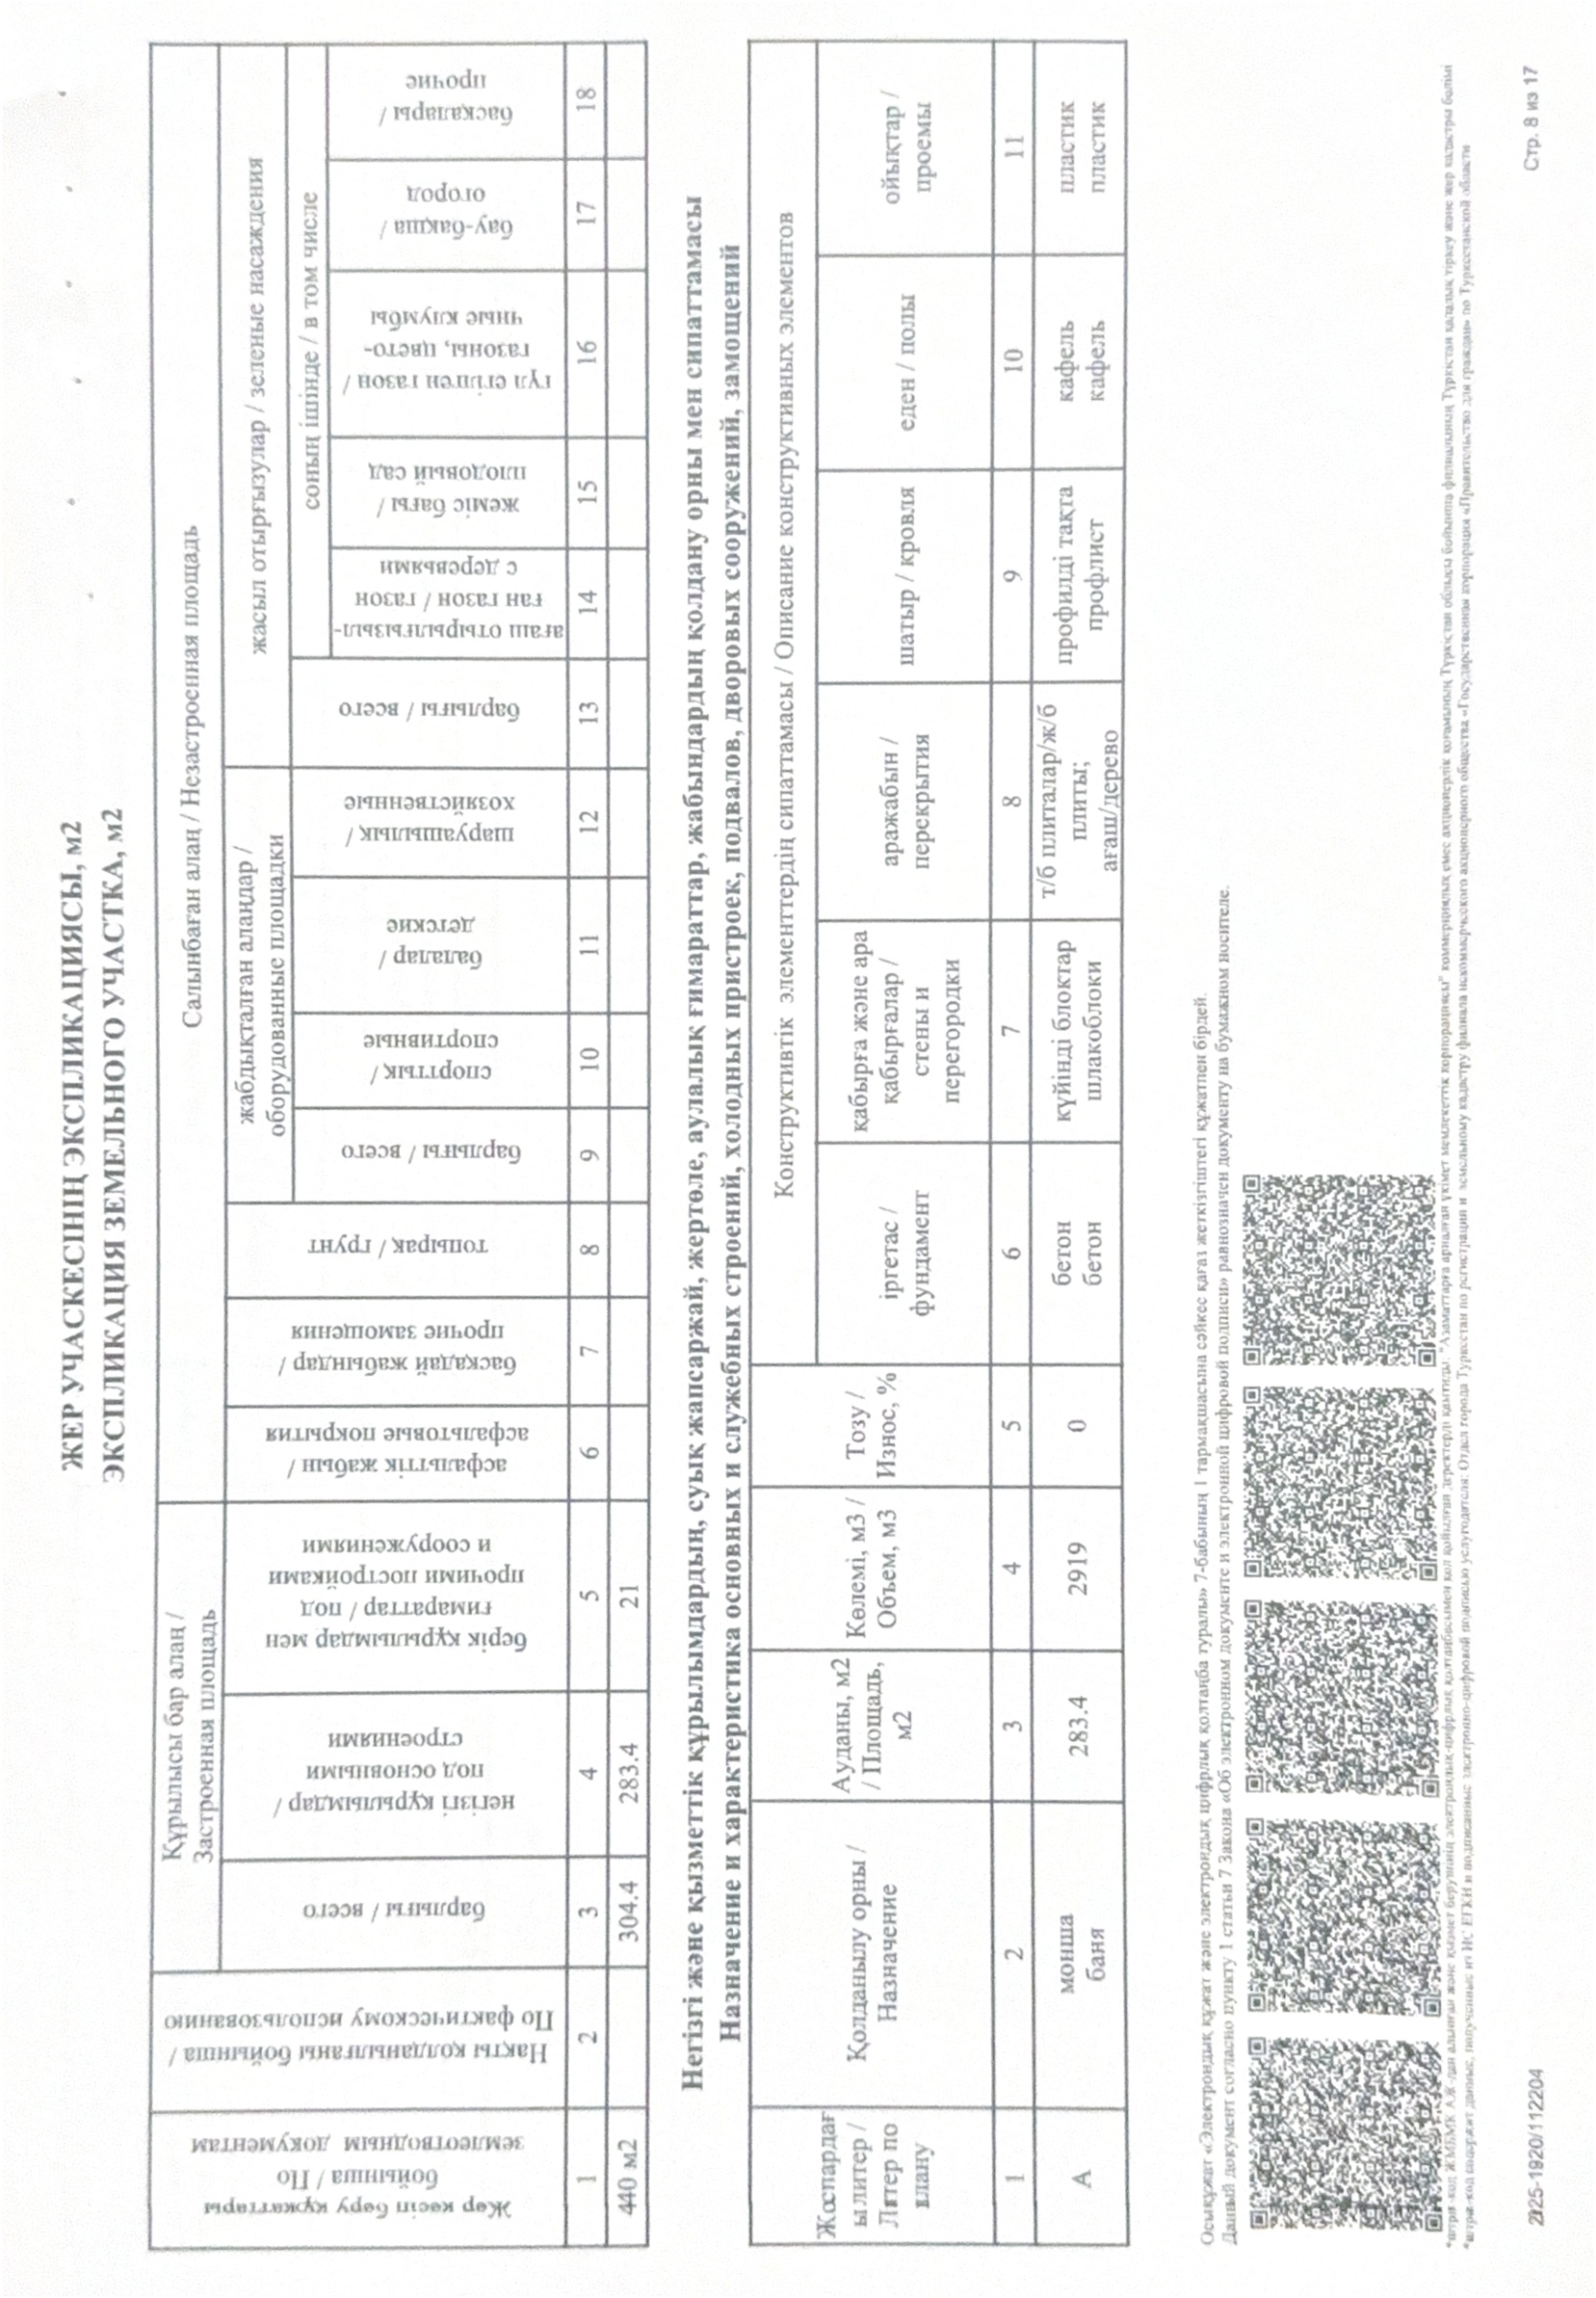 ЖЕР УЧАСКЕСІНІҢ ЭКСПЛИКАЦИЯСЫ, м2
ЭКСПЛИКАЦИЯ ЗЕМЕЛЬНОГО УЧАСТКА, м2
Жер кесіп беру құжаттары
бойынша / По
землеотводным документам
Нақты қолданылғаны бойынша /
По фактическому использованию
Құрылысы бар алаң /
Застроенная площадь
Салынбаған алаң / Незастроенная площадь
барлығы / всего
негізгі құрылымдар /
под основными
строениями
берік құрылымдар мен
ғимараттар / под
прочими постройками
и сооружениями
асфальттік жабын /
асфальтовые покрытия
басқадай жабындар /
прочие замощения
топырақ / грунт
жабдықталған алаңдар /
оборудованные площадки
жасыл отырғызулар / зеленые насаждения
барлығы / всего
спорттық /
спортивные
балалар /
детские
шаруашылық /
хозяйственные
барлығы / всего
соның ішінде / в том числе
ағаш отырылғызыл-
ған газон / газон
с деревьями
жеміс бағы /
плодовый сад
гүл егілген газон /
газоны, цвето-
чные клумбы
бау-бақша /
огород
басқалары /
прочие
1 2 3 4 5 6 7 8 9 10 11 12 13 14 15 16 17 18
440 м2 304.4 283.4 21
Негізгі және қызметтік құрылымдардың, суық жапсаржай, жертөле, аулалық ғимараттар, жабындардың қолдану орны мен сипаттамасы
Назначение и характеристика основных и служебных строений, холодных пристроек, подвалов, дворовых сооружений, замощений
Жоспардағ
ы литер /
Литер по
плану
Қолданылу орны /
Назначение
Ауданы, м2
/ Площадь,
м2
Көлемі, м3 /
Объем, м3
Тозу /
Износ, %
Конструктивтік элементтердің сипаттамасы / Описание конструктивных элементов
іргетас /
фундамент
қабырға және ара
қабырғалар /
стены и
перегородки
аражабын /
перекрытия
шатыр / кровля
еден / полы
ойықтар /
проемы
1 2 3 4 5 6 7 8 9 10 11
А
монша
баня
283.4
2919
0
бетон
бетон
күйінді блоктар
шлакоблоки
т/б плиталар/ж/б
плиты;
ағаш/дерево
профилді тақта
профлист
кафель
кафель
пластик
пластик
Осы құжат «Электрондық құжат және электрондық цифрлық қолтаңба туралы» 7-бабының 1 тармақшасына сәйкес қағаз жеткізгіштегі құжатпен бірдей.
Данный документ согласно пункту 1 статьи 7 Закона «Об электронном документе и электронной цифровой подписи» равнозначен документу на бумажном носителе.
Стр. 8 из 17